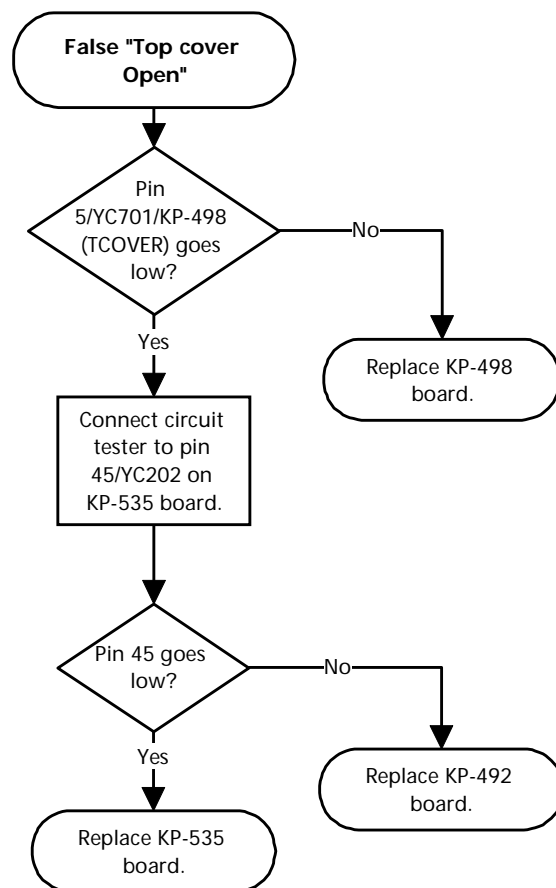 False "Top cover
Open"
Pin
5/YC701/KP-498
(TCOVER) goes
low?
No
Yes
Replace KP-498
board.
Connect circuit
tester to pin
45/YC202 on
KP-535 board.
Pin 45 goes
low?
No
Yes
Replace KP-492
board.
Replace KP-535
board.